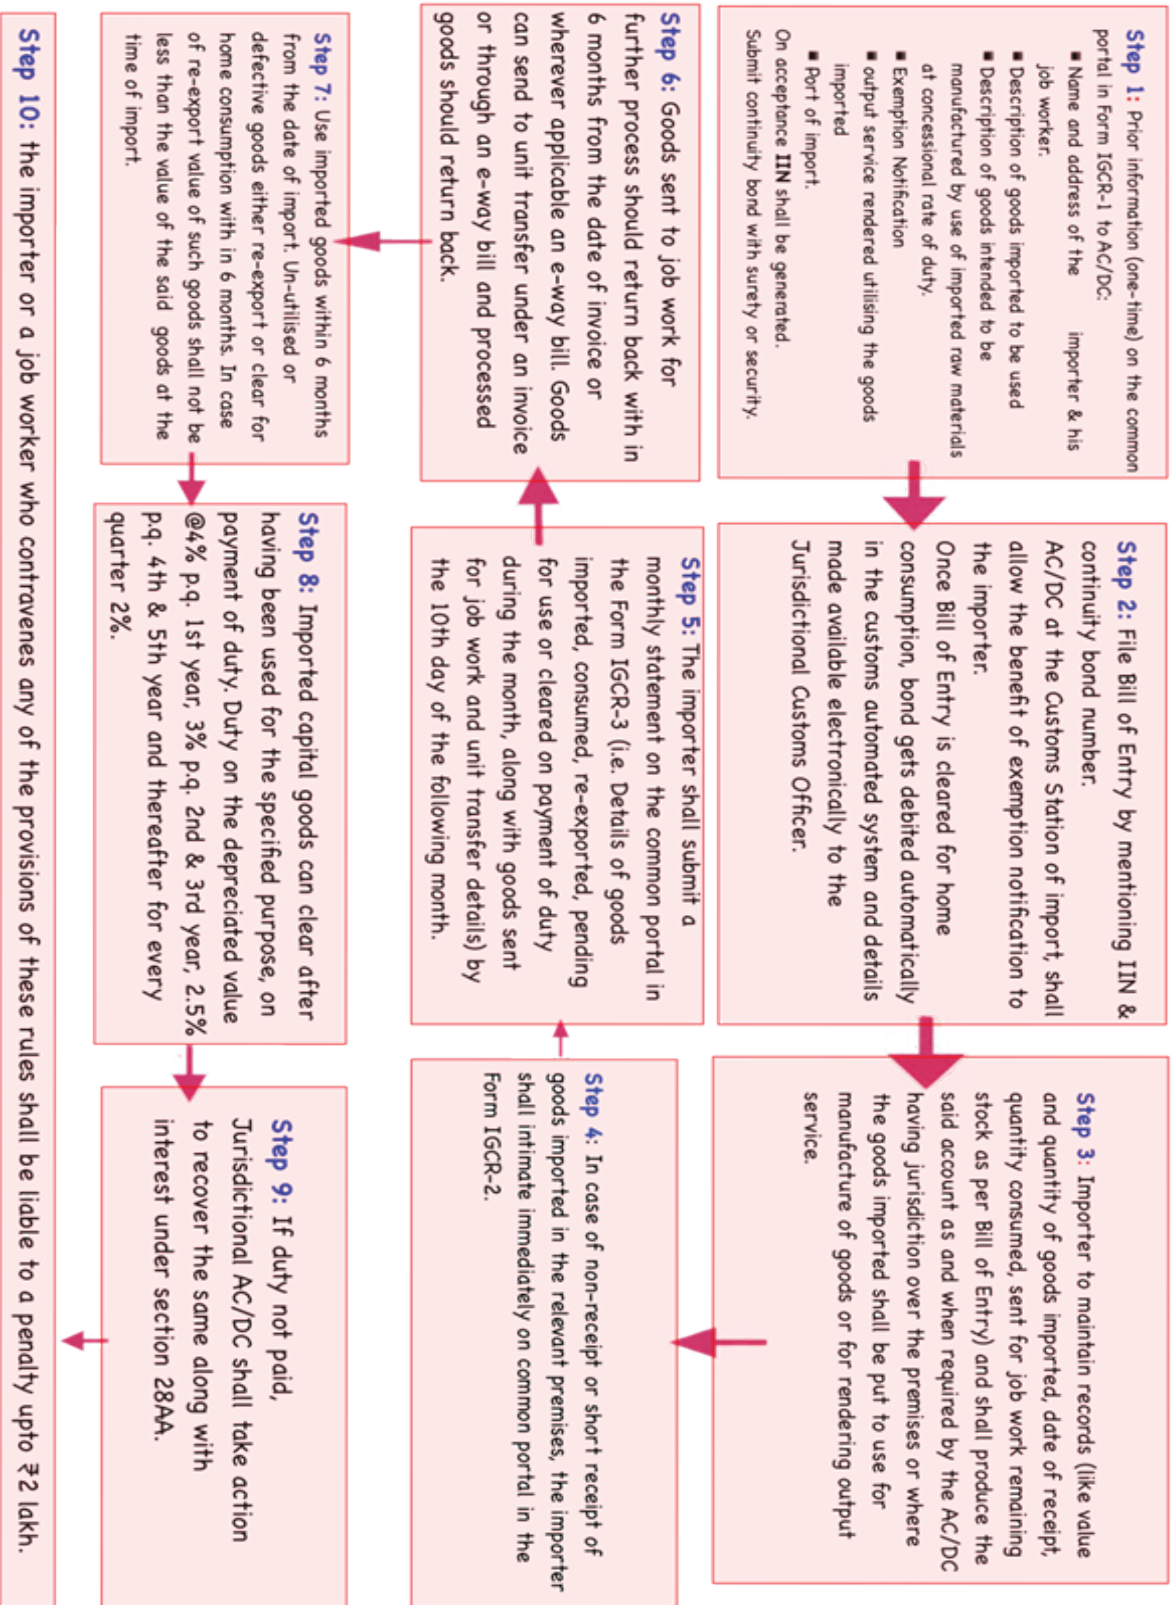 Step 1: Prior information (one-time) on the common
portal in Form IGCR-1 to AC/DC:
▪ Name and address of the importer & his
job worker.
▪ Description of goods imported to be used
▪ Description of goods intended to be
manufactured by use of imported raw materials
at concessional rate of duty.
▪ Exemption Notification
▪ output service rendered utilising the goods
imported
▪ Port of import.
On acceptance IIN shall be generated.
Submit continuity bond with surety or security.
Step 2: File Bill of Entry by mentioning IIN &
continuity bond number.
AC/DC at the Customs Station of import, shall
allow the benefit of exemption notification to
the importer.
Once Bill of Entry is cleared for home
consumption, bond gets debited automatically
in the customs automated system and details
made available electronically to the
Jurisdictional Customs Officer.
Step 3: Importer to maintain records (like value
and quantity of goods imported, date of receipt,
quantity consumed, sent for job work remaining
stock as per Bill of Entry) and shall produce the
said account as and when required by the AC/DC
having jurisdiction over the premises or where
the goods imported shall be put to use for
manufacture of goods or for rendering output
service.
Step 4: In case of non-receipt or short receipt of
goods imported in the relevant premises, the importer
shall intimate immediately on common portal in the
Form IGCR-2.
Step 5: The importer shall submit a
monthly statement on the common portal in
the Form IGCR-3 (i.e. Details of goods
imported, consumed, re-exported, pending
for use or cleared on payment of duty
during the month, along with goods sent
for job work and unit transfer details) by
the 10th day of the following month.
Step 6: Goods sent to job work for
further process should return back with in
6 months from the date of invoice or
wherever applicable an e-way bill. Goods
can send to unit transfer under an invoice
or through an e-way bill and processed
goods should return back.
Step 7: Use imported goods within 6 months
from the date of import. Un-utilised or
defective goods either re-export or clear for
home consumption with in 6 months. In case
of re-export value of such goods shall not be
less than the value of the said goods at the
time of import.
Step 8: Imported capital goods can clear after
having been used for the specified purpose, on
payment of duty. Duty on the depreciated value
@4% p.q. 1st year, 3% p.q. 2nd & 3rd year, 2.5%
p.q. 4th & 5th year and thereafter for every
quarter 2%.
Step 9: If duty not paid,
Jurisdictional AC/DC shall take action
to recover the same along with
interest under section 28AA.
Step 10: the importer or a job worker who contravenes any of the provisions of these rules shall be liable to a penalty upto ₹2 lakh.